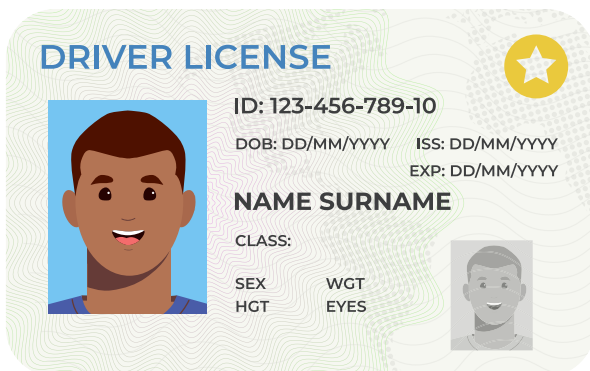 DRIVER LICENSE
ID: 123-456-789-10
DOB: DD/MM/YYYY ISS: DD/MM/YYYY
EXP: DD/MM/YYYY
NAME SURNAME
CLASS:
SEX WGT
HGT EYES